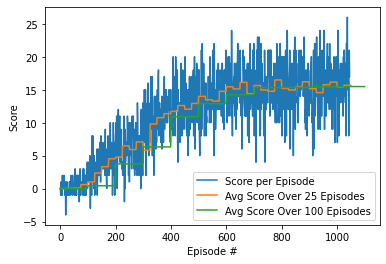 25
20
15
10
5
0
−5
Score
0
200
400
600
800
1000
Episode #
Score per Episode
Avg Score Over 25 Episodes
Avg Score Over 100 Episodes